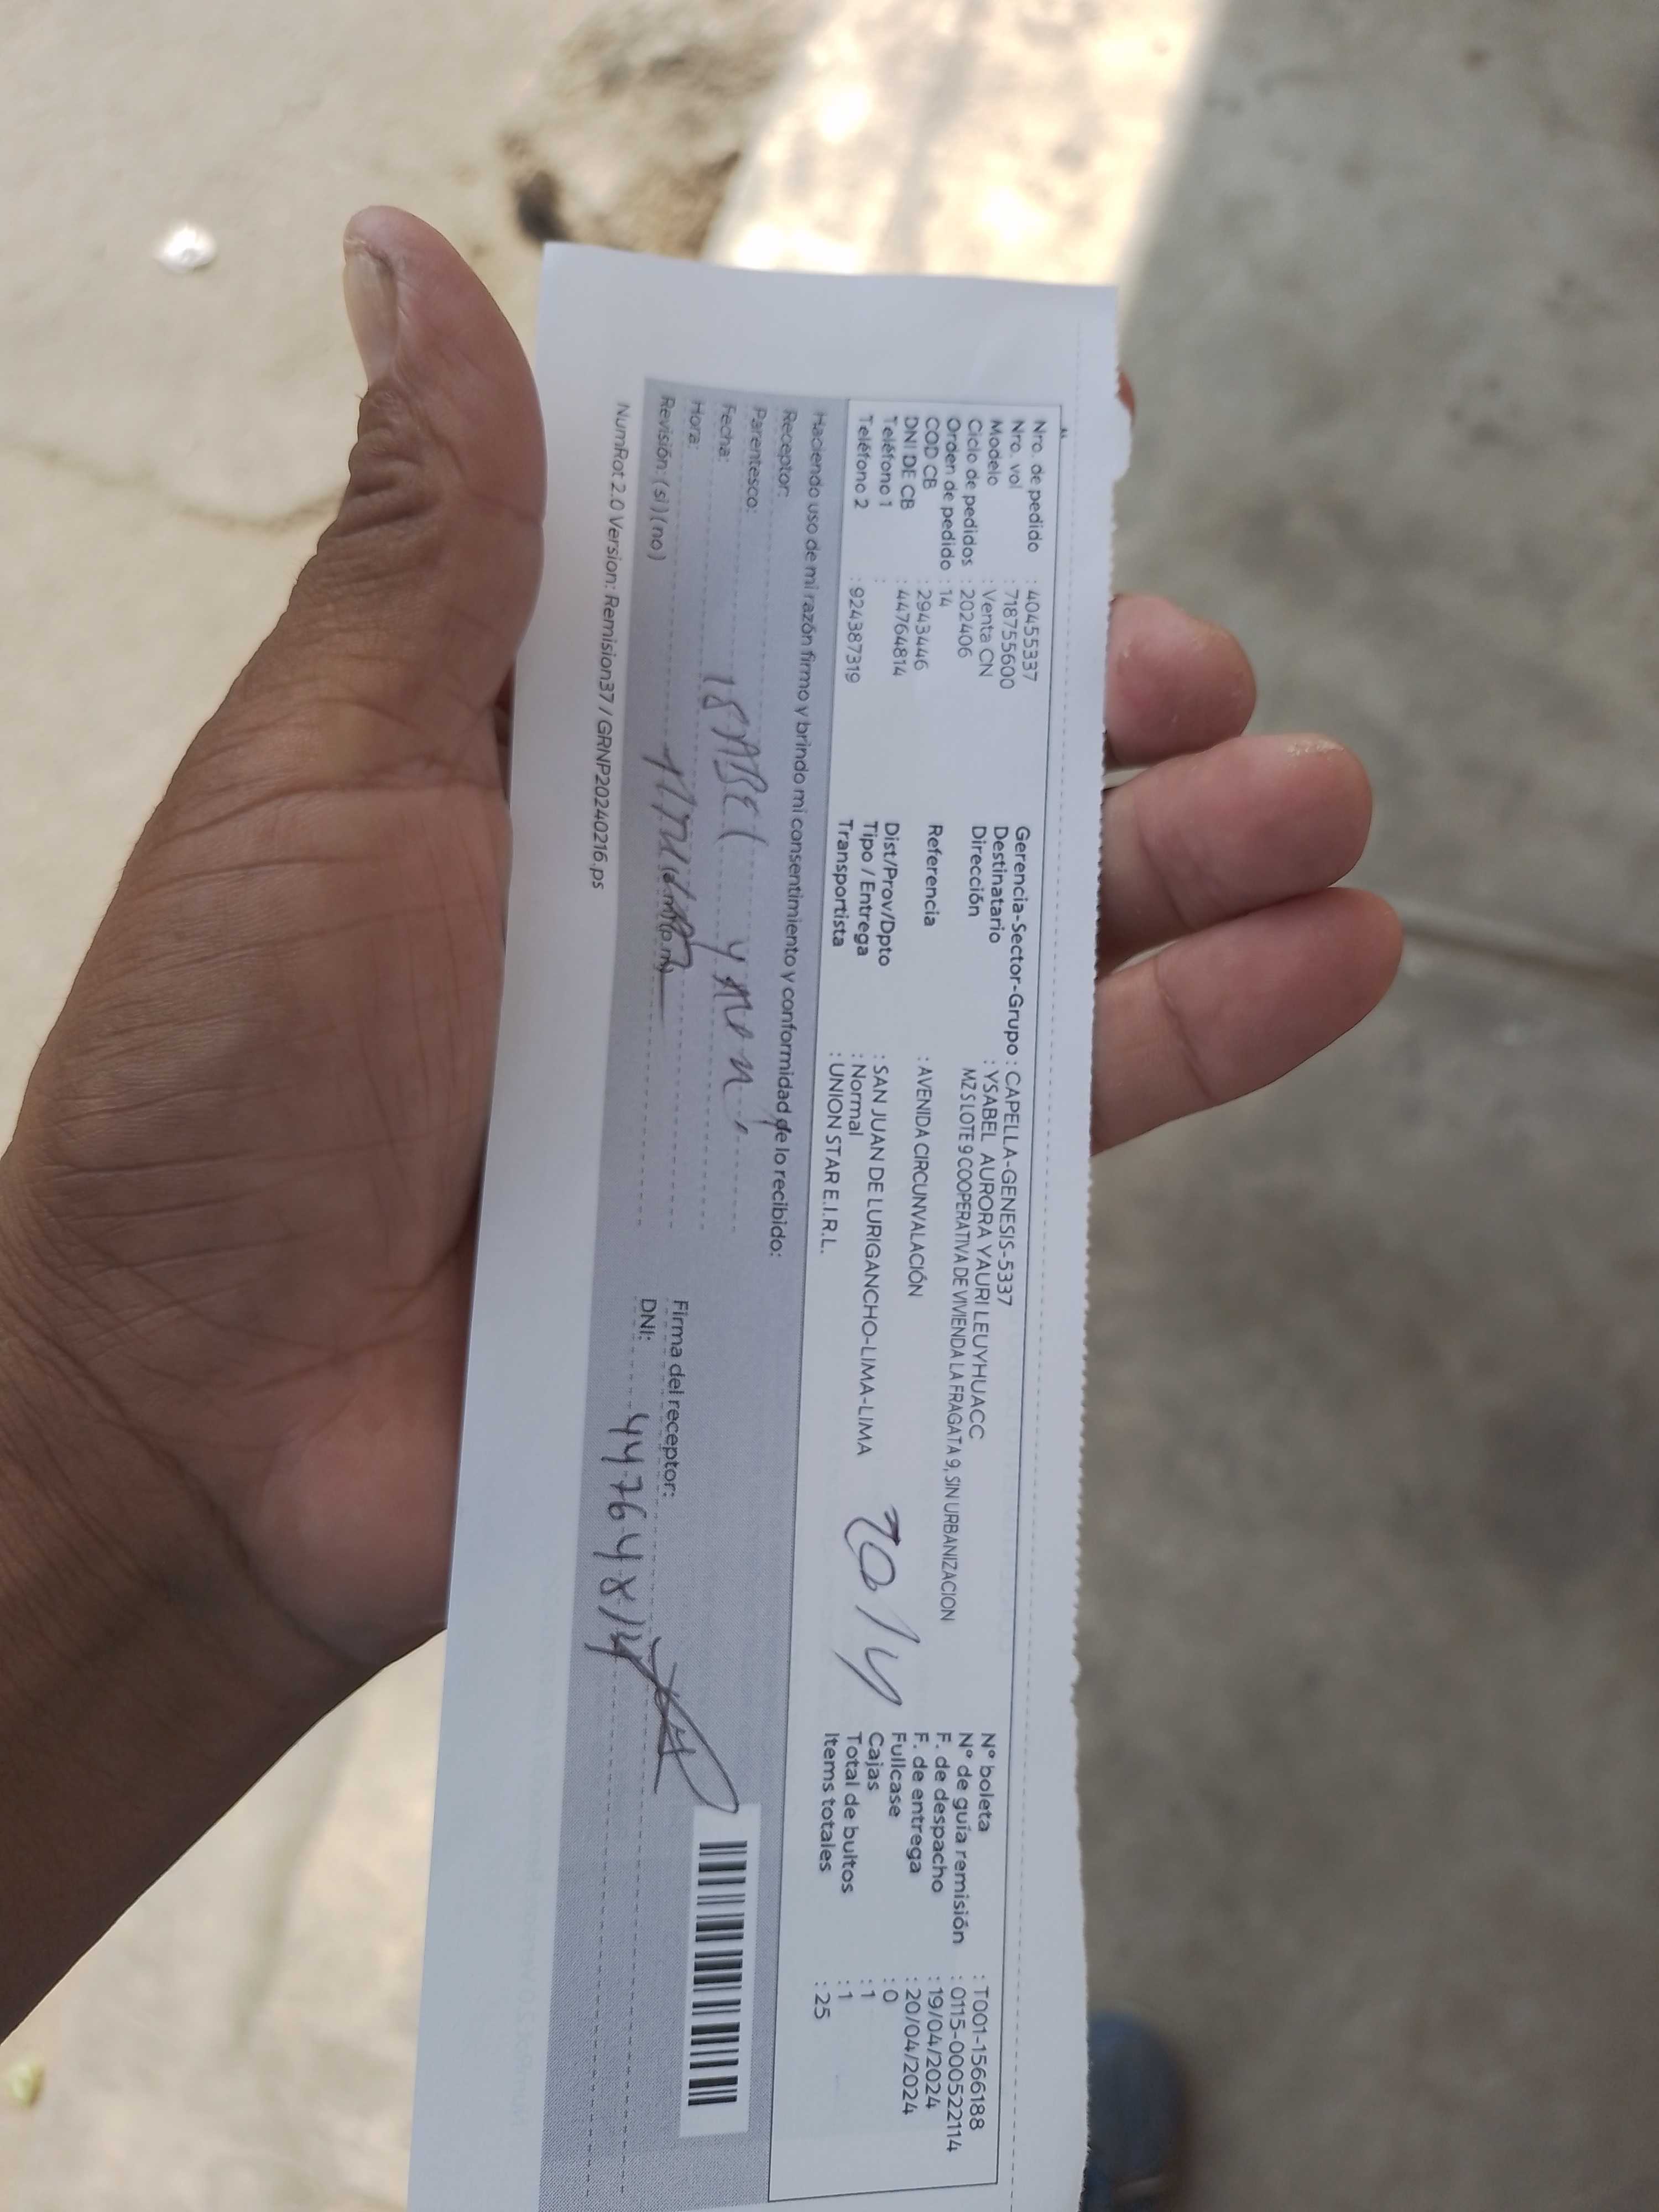 Nro. de pedido : 40455337
Nro. vol : 718755600
Modelo : Venta CN
Ciclo de pedidos : 202406
Orden de pedido : 14
COD CB : 2943446
DNI DE CB : 44764814
Teléfono 1 :
Teléfono 2 : 924387319
Gerencia-Sector-Grupo : CAPELLA-GENESIS-5337
Destinatario : YSABEL AURORA YAURI LEUYHUACC
Dirección MZ S LOTE 9 COOPERATIVA DE VIVIENDA LA FRAGATA 9, SIN URBANIZACION
Referencia : AVENIDA CIRCUNVALACIÓN
Dist/Prov/Dpto : SAN JUAN DE LURIGANCHO-LIMA-LIMA
Tipo / Entrega : Normal
Transportista : UNION STAR E.I.R.L.
N° boleta : T001-1566188
N° de guía remisión : 0115-000522114
F. de despacho : 19/04/2024
F. de entrega : 20/04/2024
Fullcase : 0
Cajas : 1
Total de bultos : 1
Items totales : 25
Haciendo uso de mi razón firmo y brindo mi consentimiento y conformidad de lo recibido:
Receptor:
Parentesco:
Fecha:
Hora:
Revisión: (si) (no)
Firma del receptor:
DNI: 44764814
NumRot 2.0 Version: Remision37 / GRNP20240216.ps